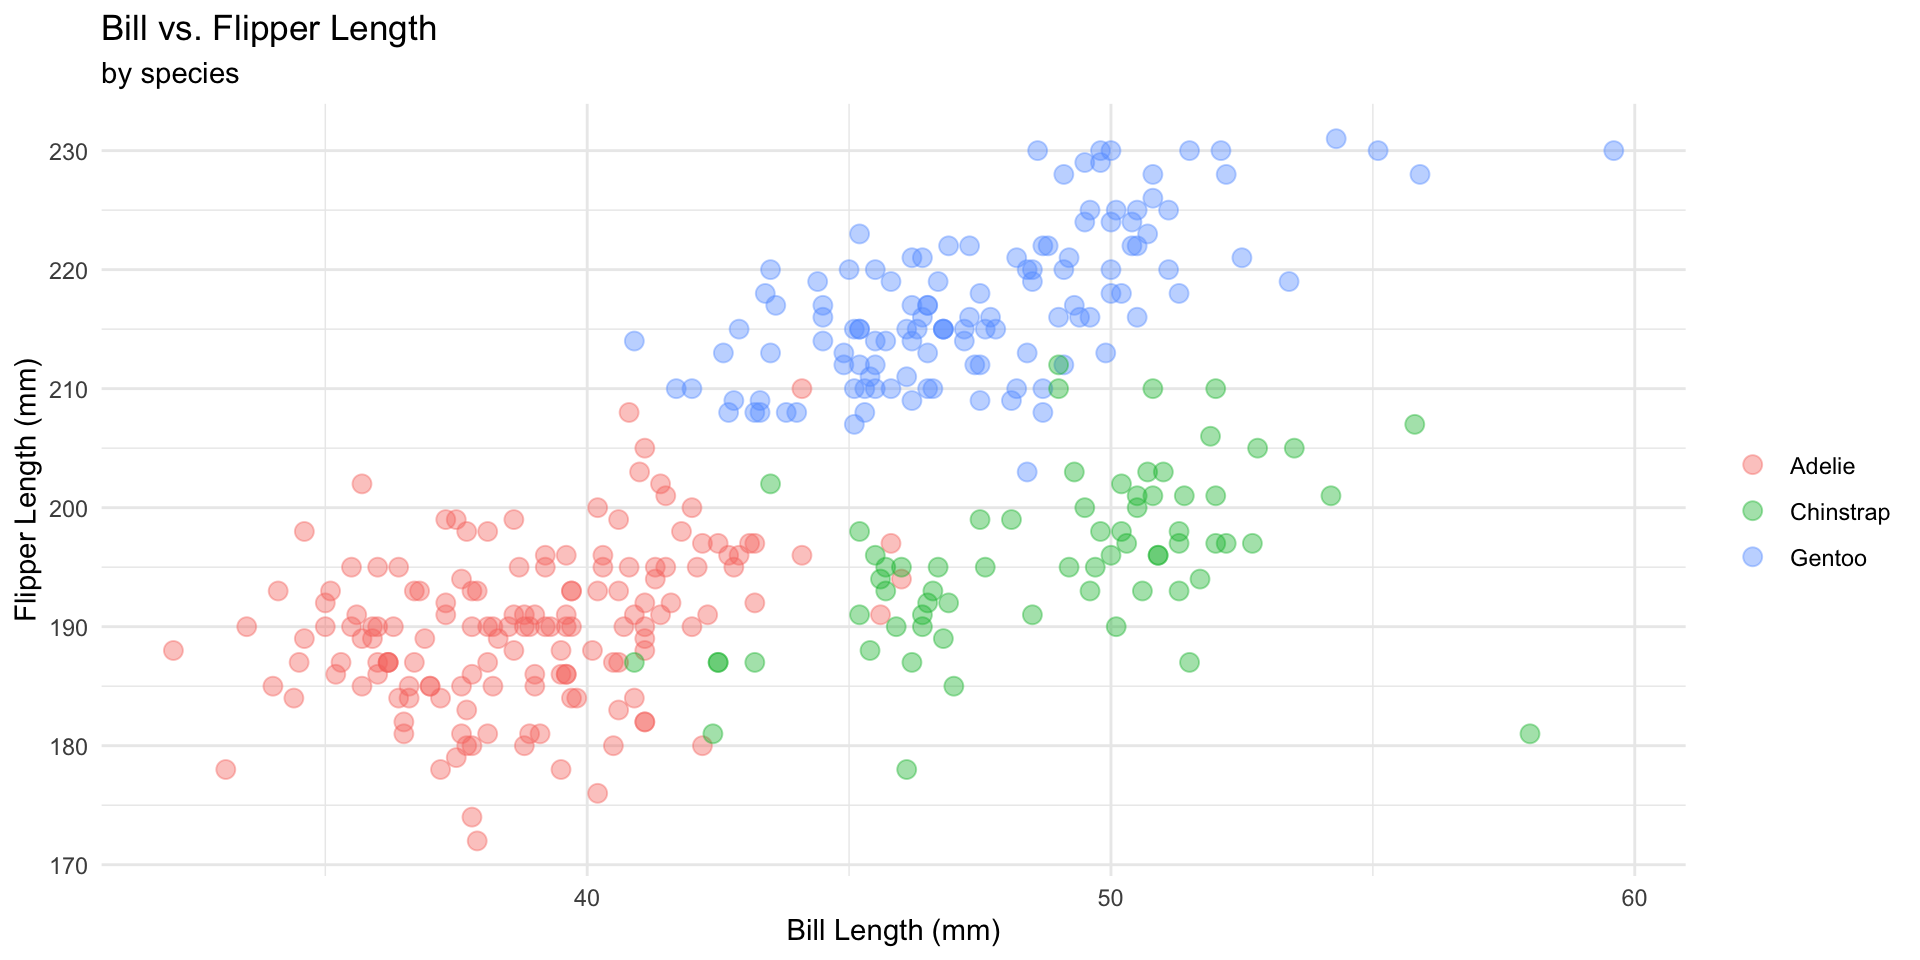 Bill vs. Flipper Length
by species
230
220
210
200
190
180
170
Flipper Length (mm)
40
50
60
Bill Length (mm)
Adelie
Chinstrap
Gentoo